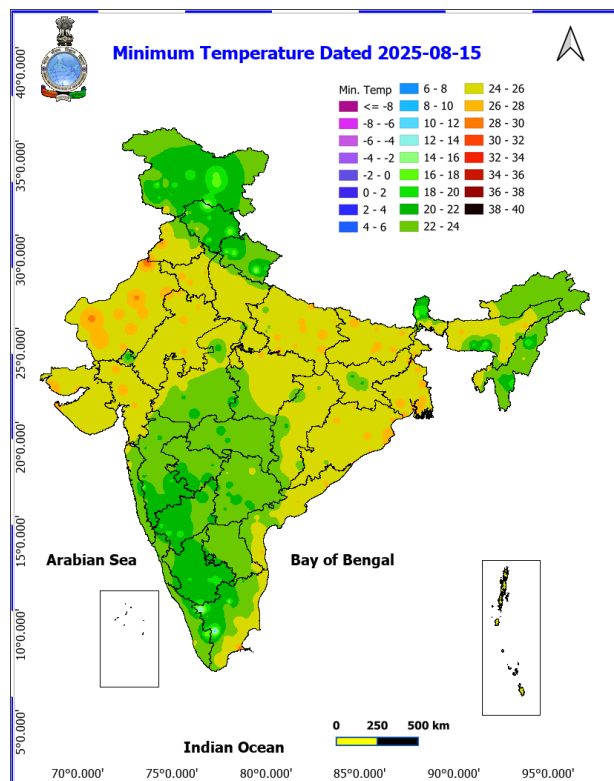 Minimum Temperature Dated 2025-08-15
Min. Temp
<= -8
-8 - -6
-6 - -4
-4 - -2
-2 - 0
0 - 2
2 - 4
4 - 6
6 - 8
8 - 10
10 - 12
12 - 14
14 - 16
16 - 18
18 - 20
20 - 22
22 - 24
24 - 26
26 - 28
28 - 30
30 - 32
32 - 34
34 - 36
36 - 38
38 - 40
40°0.000'
35°0.000'
30°0.000'
25°0.000'
20°0.000'
15°0.000'
10°0.000'
5°0.000'
Arabian Sea
Bay of Bengal
Indian Ocean
0 250 500 km
70°0.000' 75°0.000' 80°0.000' 85°0.000' 90°0.000' 95°0.000'